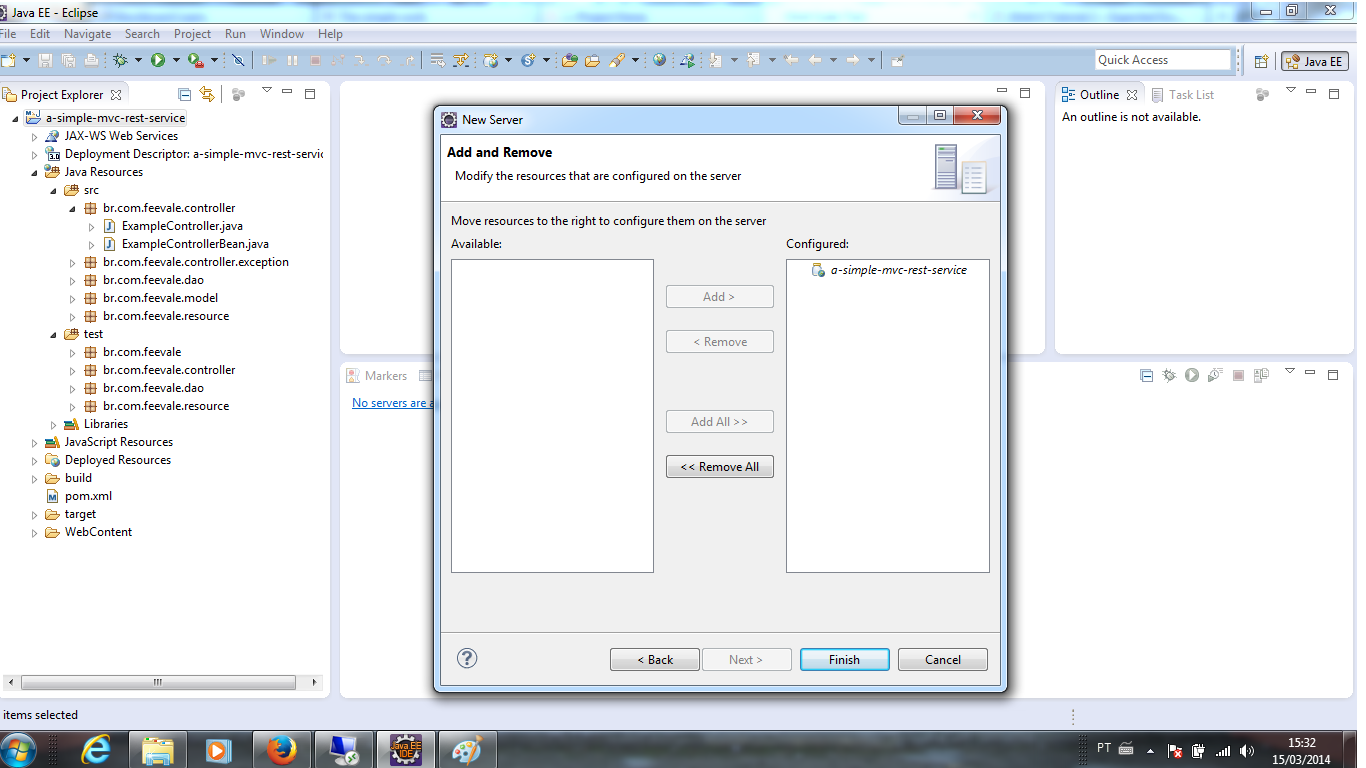 Java EE - Eclipse
File Edit Navigate Search Project Run Window Help
Quick Access
Java EE
Project Explorer
a-simple-mvc-rest-service
JAX-WS Web Services
3.0 Deployment Descriptor: a-simple-mvc-rest-servic
Java Resources
src
br.com.feevale.controller
ExampleController.java
ExampleControllerBean.java
br.com.feevale.controller.exception
br.com.feevale.dao
br.com.feevale.model
br.com.feevale.resource
test
br.com.feevale
br.com.feevale.controller
br.com.feevale.dao
br.com.feevale.resource
Libraries
JavaScript Resources
Deployed Resources
build
pom.xml
target
WebContent
New Server
Add and Remove
Modify the resources that are configured on the server
Move resources to the right to configure them on the server
Available:
Configured:
a-simple-mvc-rest-service
Add >
< Remove
Add All >>
<< Remove All
? < Back Next > Finish Cancel
Markers
No servers are a
Outline Task List
An outline is not available.
items selected
Java EE
IDE
PT
15:32
15/03/2014